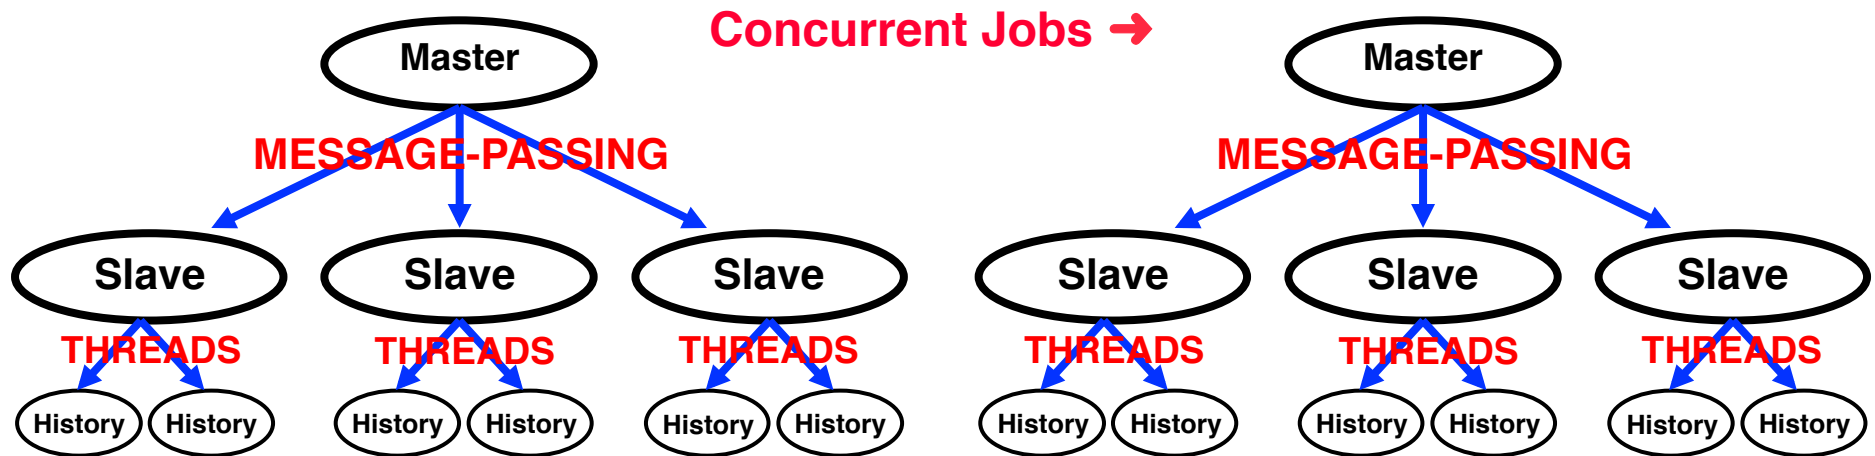 Concurrent Jobs ➜
Master Master
MESSAGE-PASSING MESSAGE-PASSING
Slave Slave Slave Slave Slave Slave
THREADS THREADS THREADS THREADS THREADS THREADS
History History History History History History History History History History History History